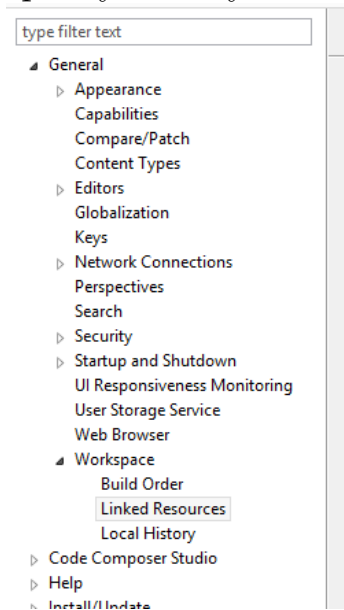 type filter text
General
Appearance
Capabilities
Compare/Patch
Content Types
Editors
Globalization
Keys
Network Connections
Perspectives
Search
Security
Startup and Shutdown
UI Responsiveness Monitoring
User Storage Service
Web Browser
Workspace
Build Order
Linked Resources
Local History
Code Composer Studio
Help
Install/Update